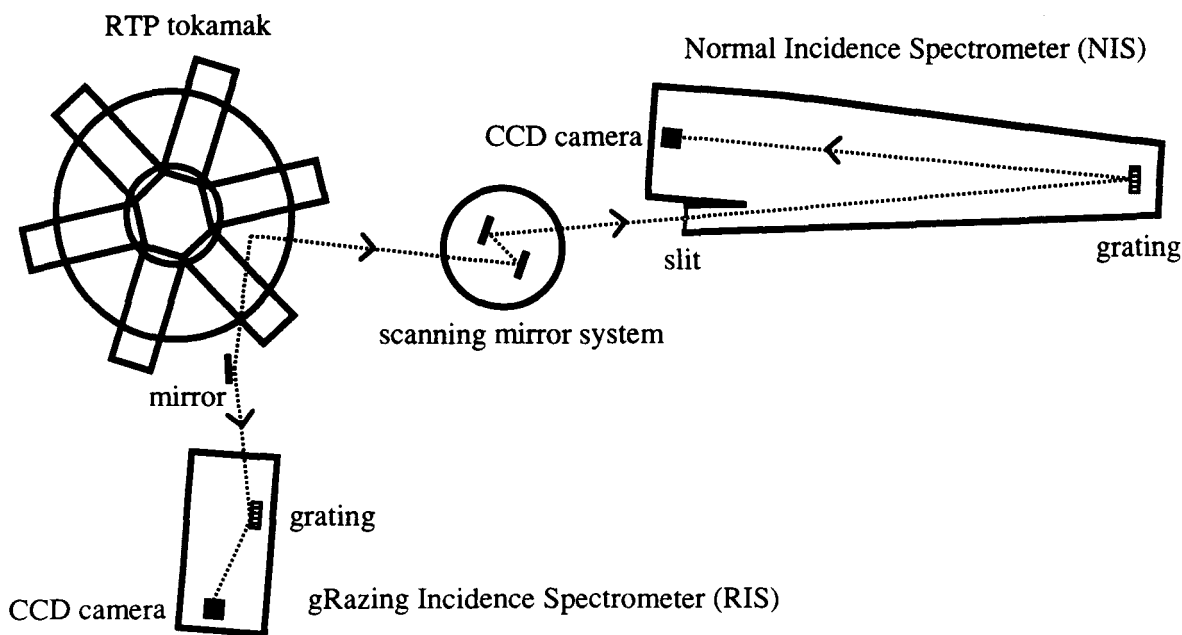 RTP tokamak
Normal Incidence Spectrometer (NIS)
CCD camera
slit
grating
scanning mirror system
mirror
grating
CCD camera
gRazing Incidence Spectrometer (RIS)